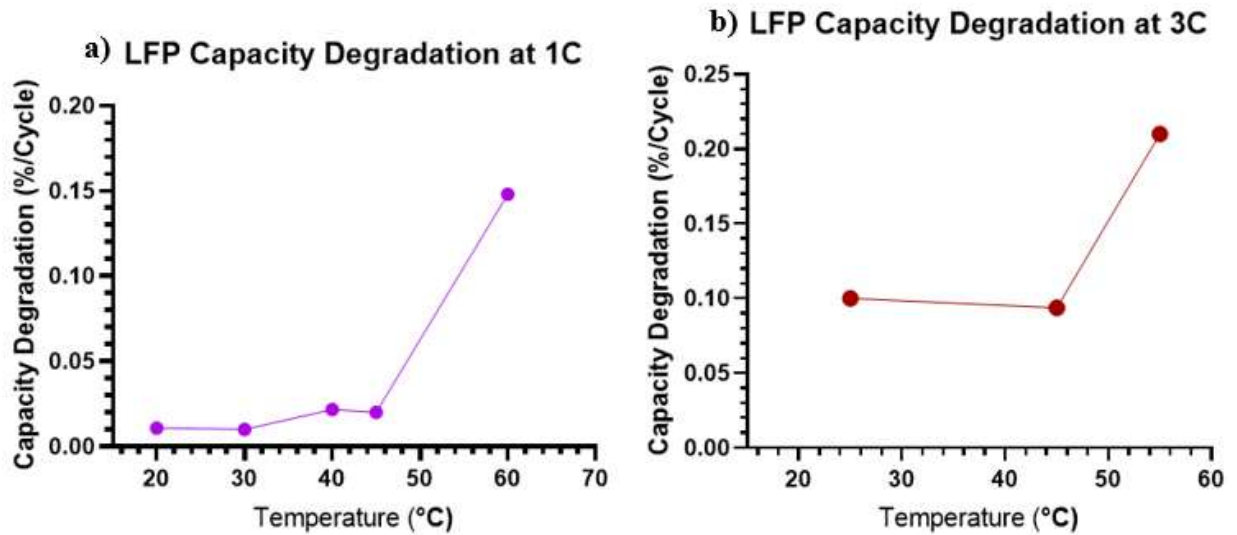 a) LFP Capacity Degradation at 1C
Capacity Degradation (%/Cycle)
0.20
0.15
0.10
0.05
0.00
20 30 40 50 60 70
Temperature (°C)
b) LFP Capacity Degradation at 3C
Capacity Degradation (%/Cycle)
0.25
0.20
0.15
0.10
0.05
0.00
20 30 40 50 60
Temperature (°C)